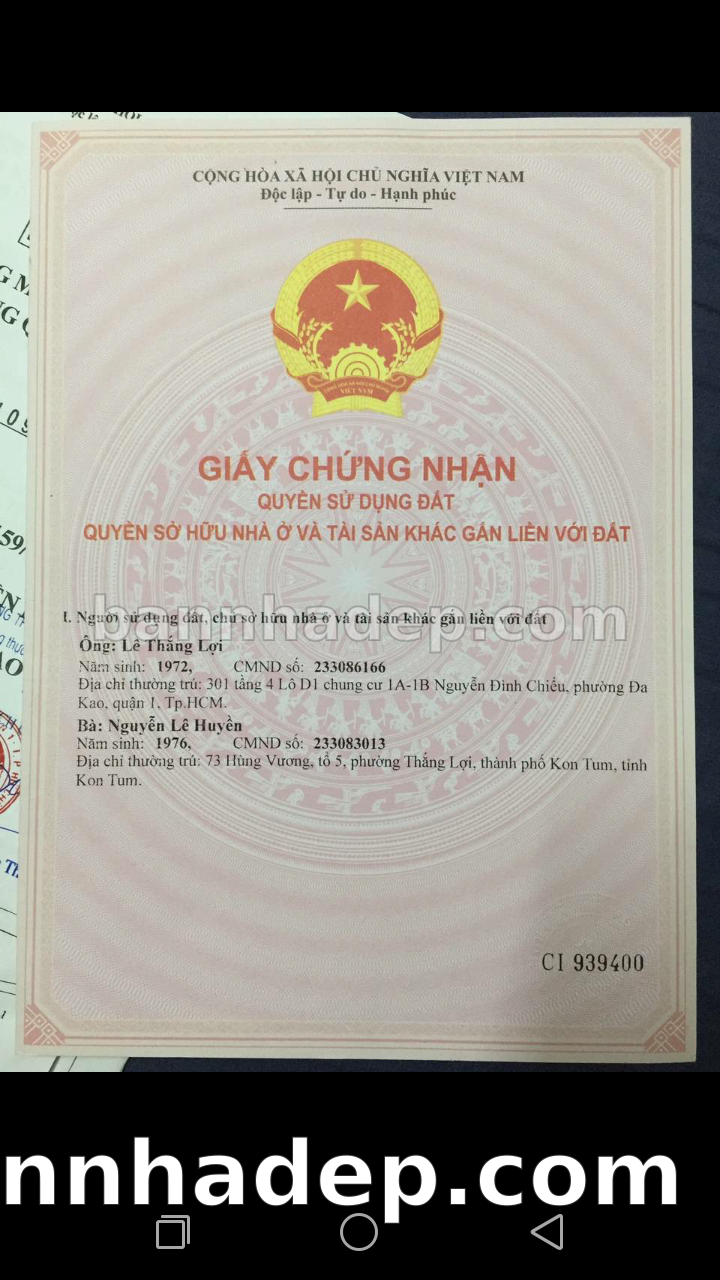 CỘNG HÒA XÃ HỘI CHỦ NGHĨA VIỆT NAM
Độc lập - Tự do - Hạnh phúc
VIỆT NAM
GIẤY CHỨNG NHẬN
QUYỀN SỬ DỤNG ĐẤT
QUYỀN SỞ HỮU NHÀ Ở VÀ TÀI SẢN KHÁC GẮN LIỀN VỚI ĐẤT
bannhadep.com
I. Người sử dụng đất, chủ sở hữu nhà ở và tài sản khác gắn liền với đất
Ông: Lê Thắng Lợi
Năm sinh: 1972, CMND số: 233086166
Địa chỉ thường trú: 301 tầng 4 Lô D1 chung cư 1A-1B Nguyễn Đình Chiểu, phường Đa
Kao, quận 1, Tp.HCM.
Bà: Nguyễn Lê Huyền
Năm sinh: 1976, CMND số: 233083013
Địa chỉ thường trú: 73 Hùng Vương, tổ 5, phường Thắng Lợi, thành phố Kon Tum, tỉnh
Kon Tum.
CI 939400
nnhadep.com